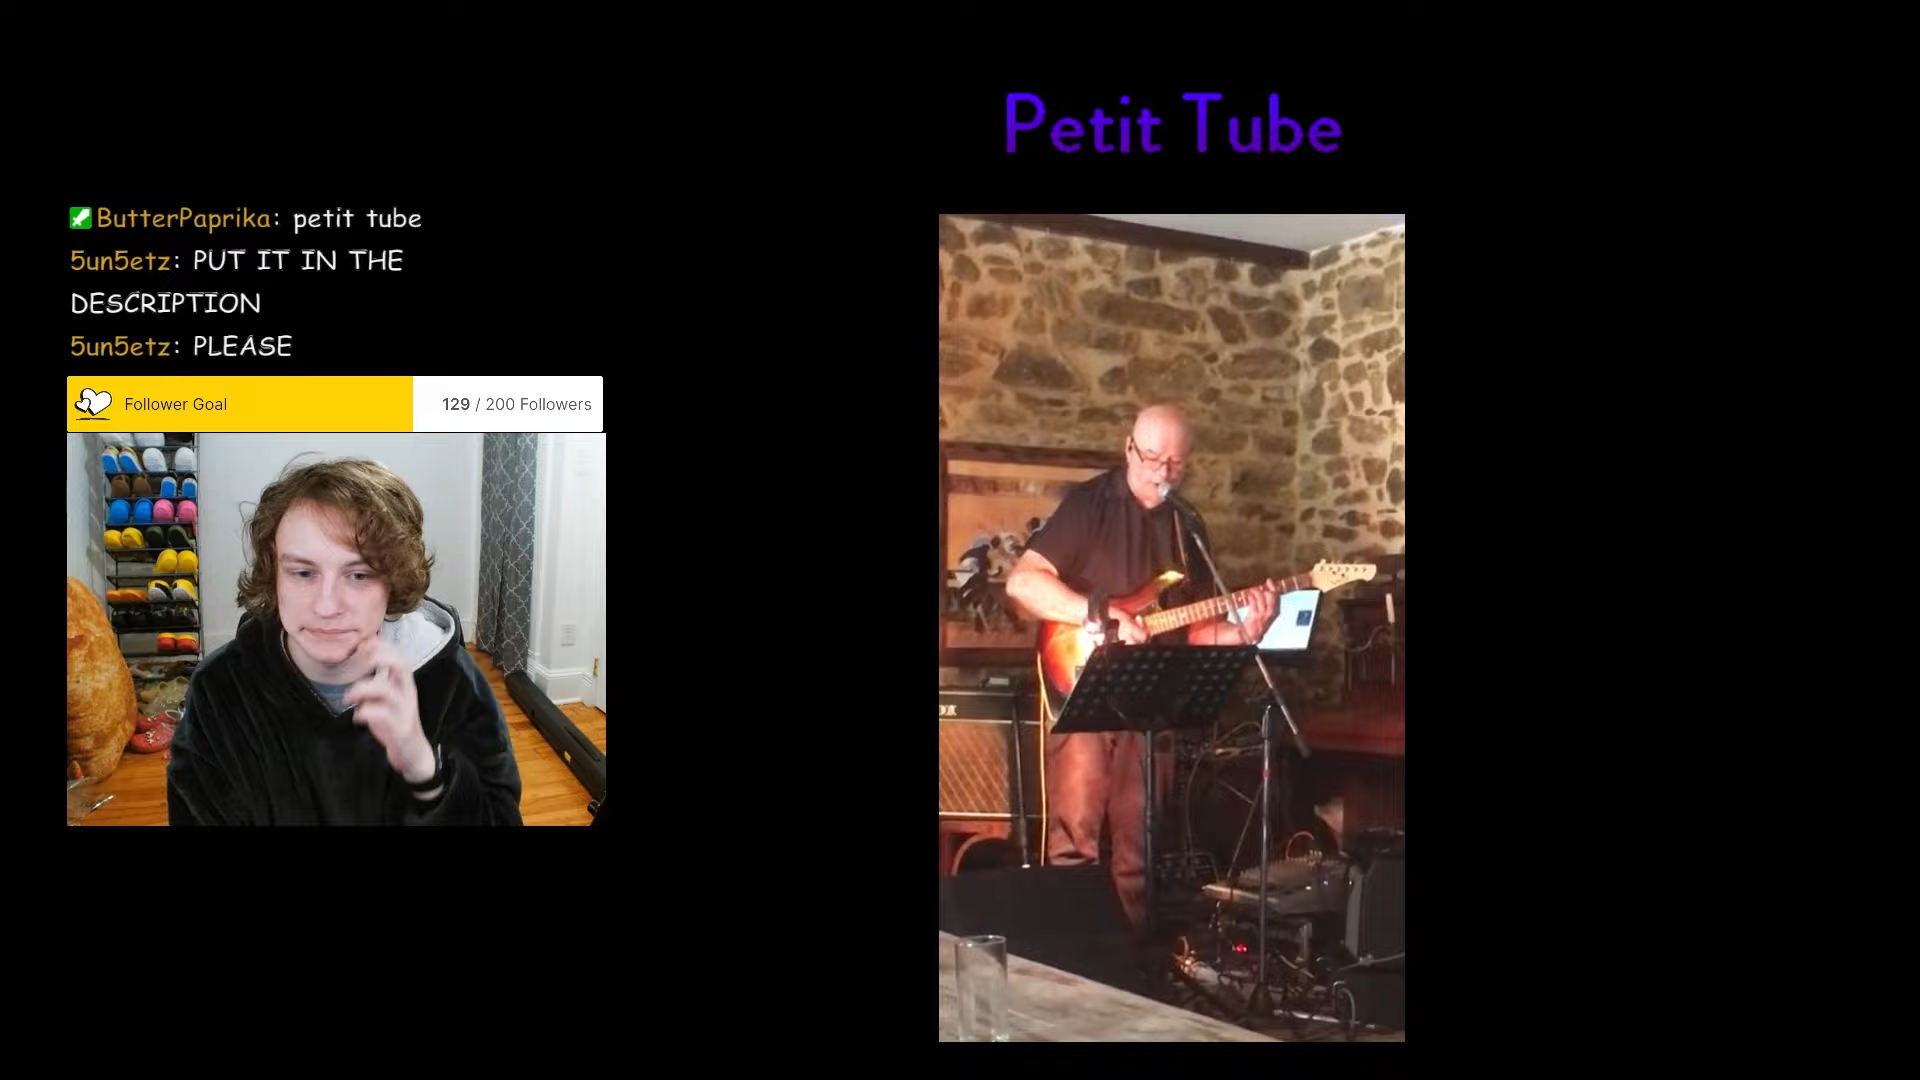 Petit Tube
ButterPaprika: petit tube
5un5etz: PUT IT IN THE
DESCRIPTION
5un5etz: PLEASE
Follower Goal
129 / 200 Followers